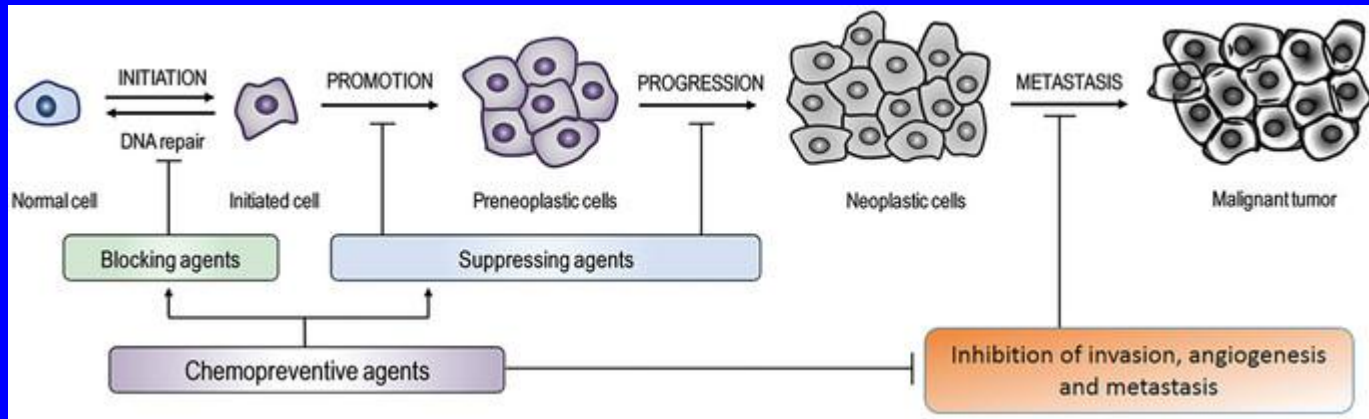 INITIATION
PROMOTION
PROGRESSION
METASTASIS
DNA repair
Normal cell
Initiated cell
Preneoplastic cells
Neoplastic cells
Malignant tumor
Blocking agents
Suppressing agents
Chemopreventive agents
Inhibition of invasion, angiogenesis
and metastasis